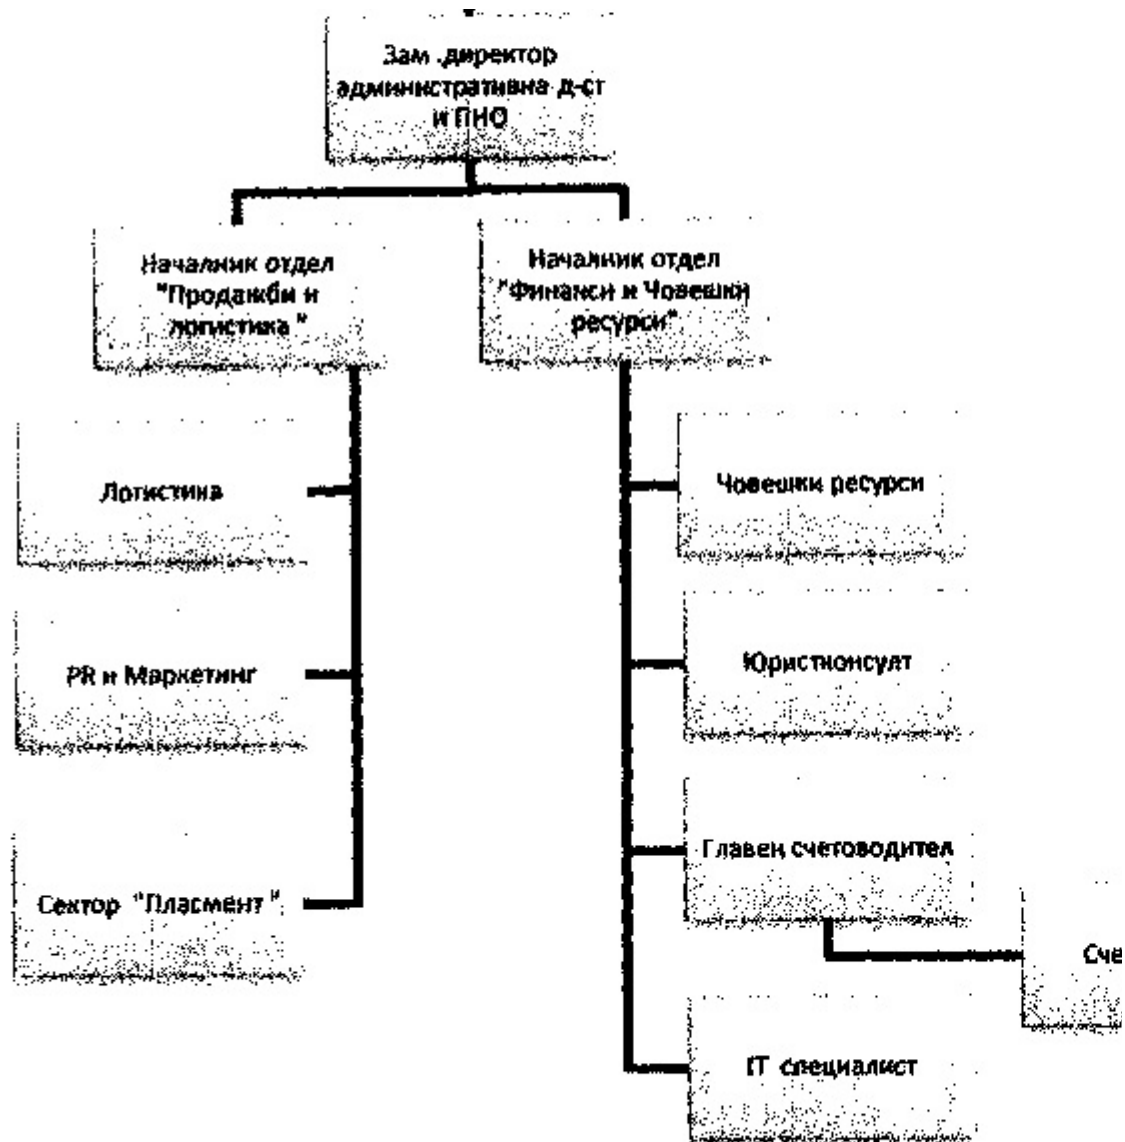 Зам .директор
административна д-ст
и ПНО
Началник отдел
"Продажби и
логистика "
Началник отдел
"Финанси и Човешки
ресурси"
Логистика
Човешки ресурси
PR и Маркетинг
Юристконсулт
Главен счетоводител
Сектор "Пласмент"
Сче
IT специалист